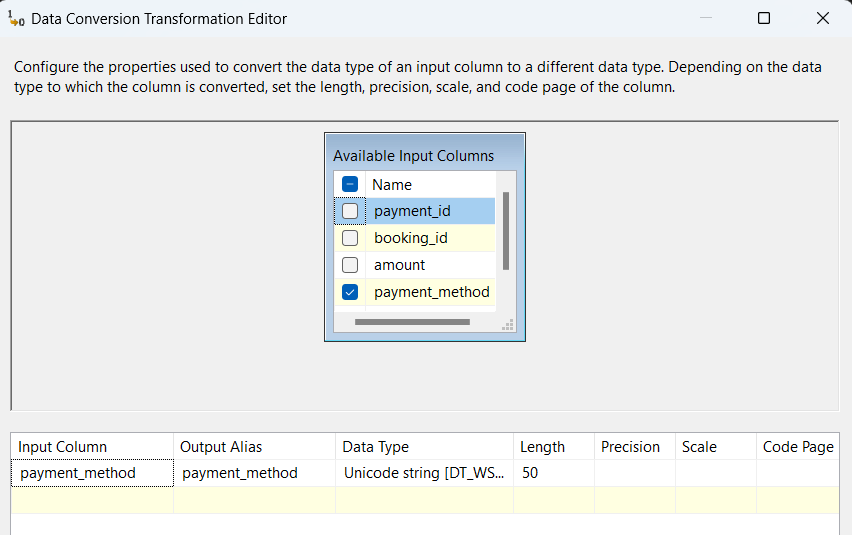 Data Conversion Transformation Editor
Configure the properties used to convert the data type of an input column to a different data type. Depending on the data
type to which the column is converted, set the length, precision, scale, and code page of the column.
Available Input Columns
Name
payment_id
booking_id
amount
payment_method
Input Column Output Alias Data Type Length Precision Scale Code Page
payment_method payment_method Unicode string [DT_WS... 50